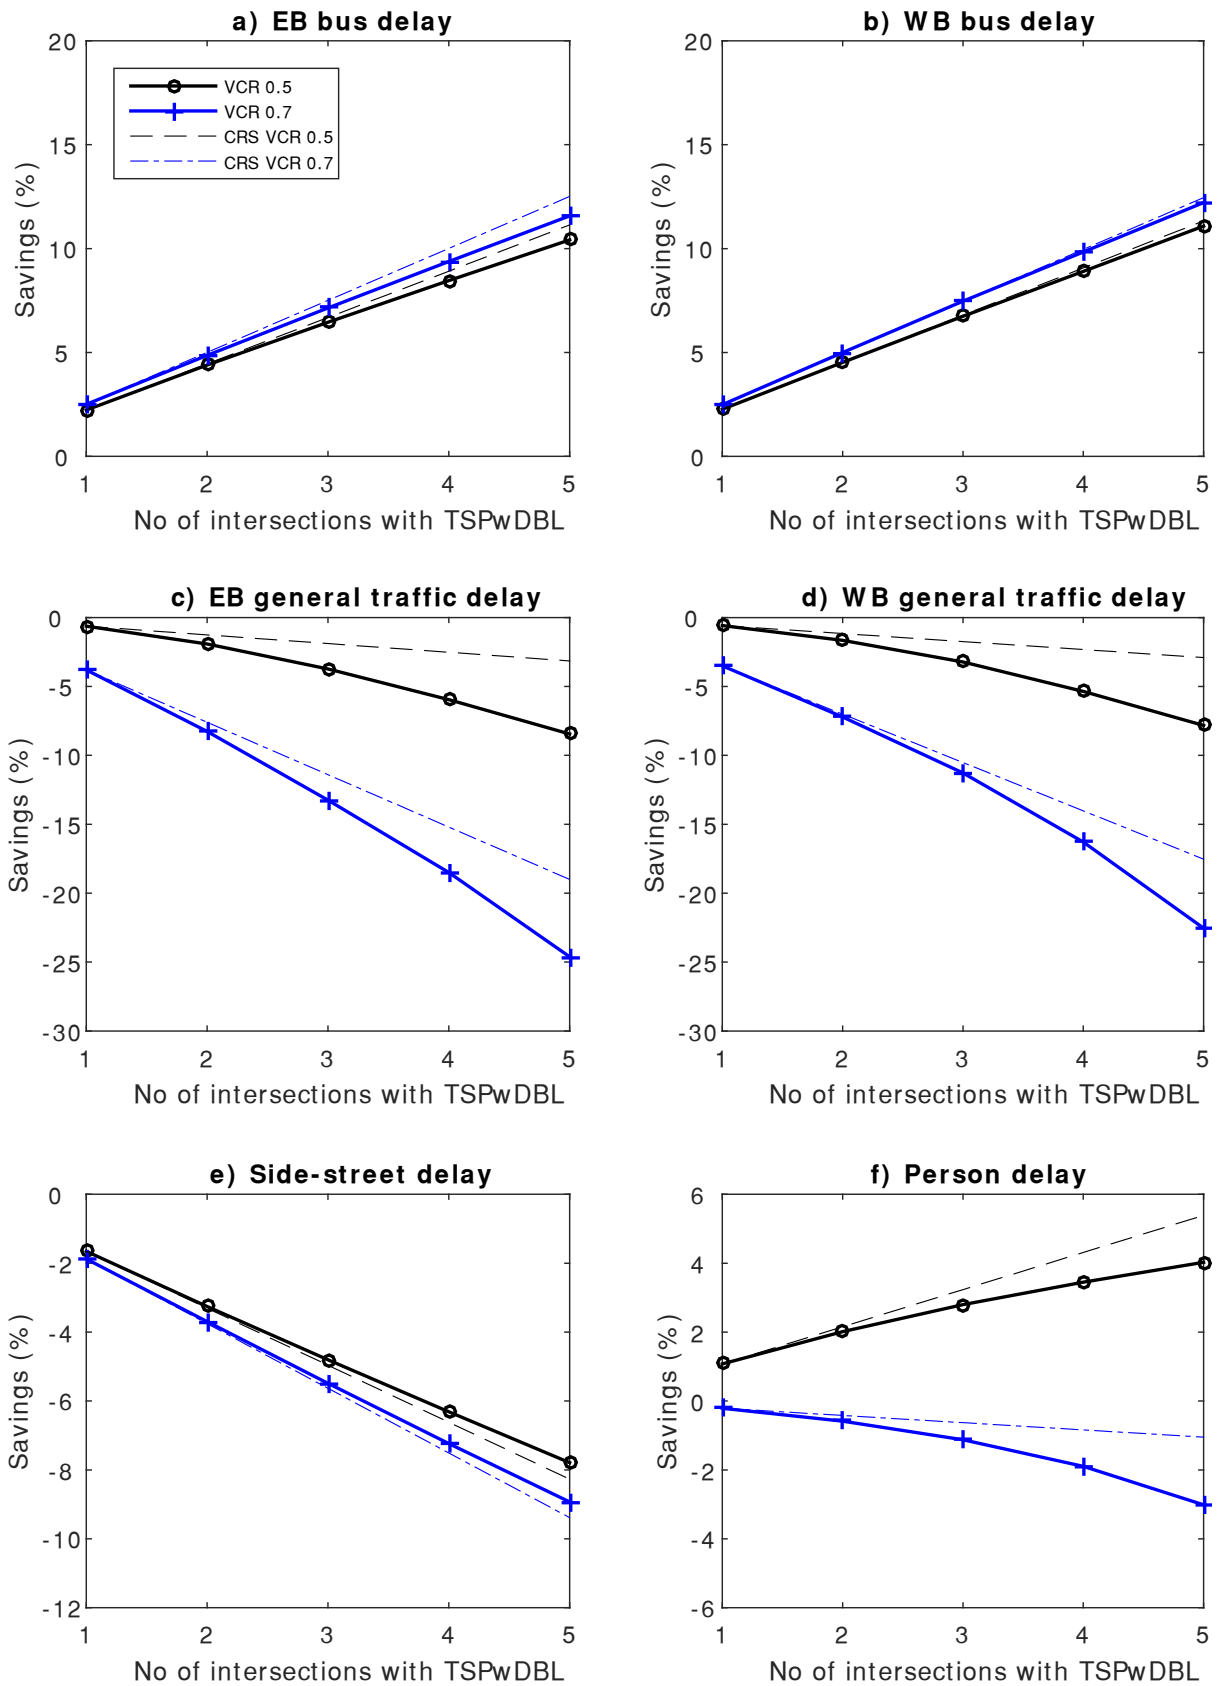 a) EB bus delay
20
15
10
5
0
Savings (%)
VCR 0.5
VCR 0.7
CRS VCR 0.5
CRS VCR 0.7
1 2 3 4 5
No of intersections with TSPwDBL
b) WB bus delay
20
15
10
5
0
Savings (%)
1 2 3 4 5
No of intersections with TSPwDBL
c) EB general traffic delay
0
-5
-10
-15
-20
-25
-30
Savings (%)
1 2 3 4 5
No of intersections with TSPwDBL
d) WB general traffic delay
0
-5
-10
-15
-20
-25
-30
Savings (%)
1 2 3 4 5
No of intersections with TSPwDBL
e) Side-street delay
0
-2
-4
-6
-8
-10
-12
Savings (%)
1 2 3 4 5
No of intersections with TSPwDBL
f) Person delay
6
4
2
0
-2
-4
-6
Savings (%)
1 2 3 4 5
No of intersections with TSPwDBL